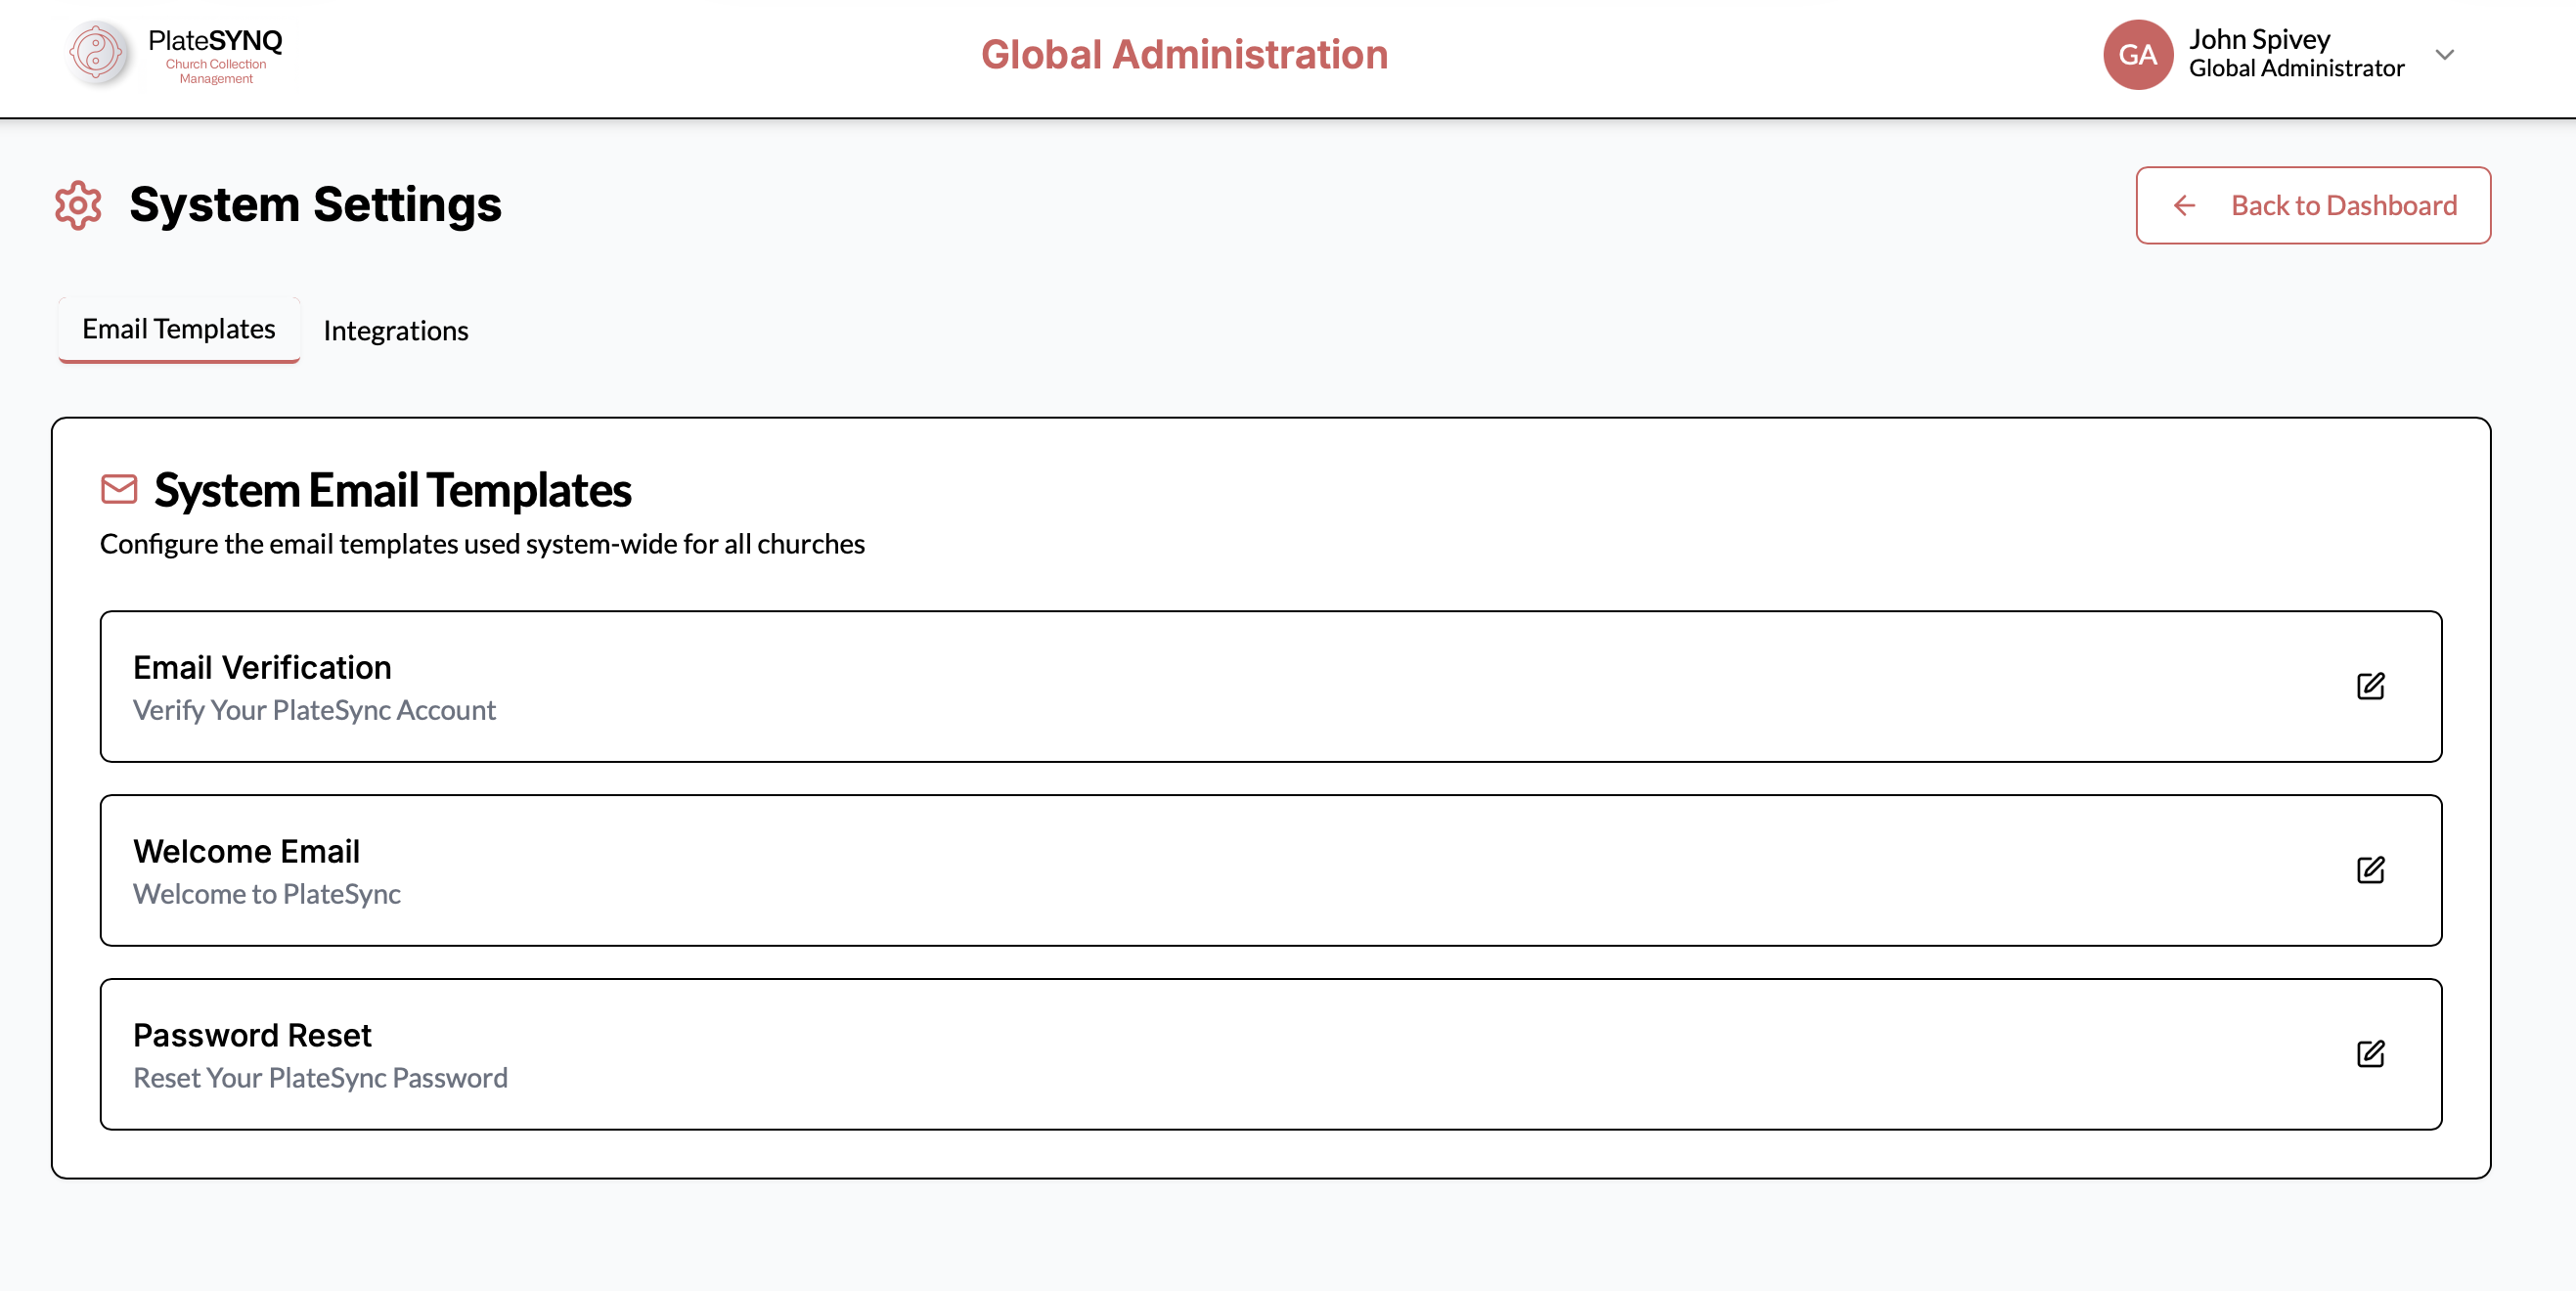 PlateSYNQ
Church Collection
Management
Global Administration
GA
John Spivey
Global Administrator
System Settings
Back to Dashboard
Email Templates
Integrations
System Email Templates
Configure the email templates used system-wide for all churches
Email Verification
Verify Your PlateSync Account
Welcome Email
Welcome to PlateSync
Password Reset
Reset Your PlateSync Password